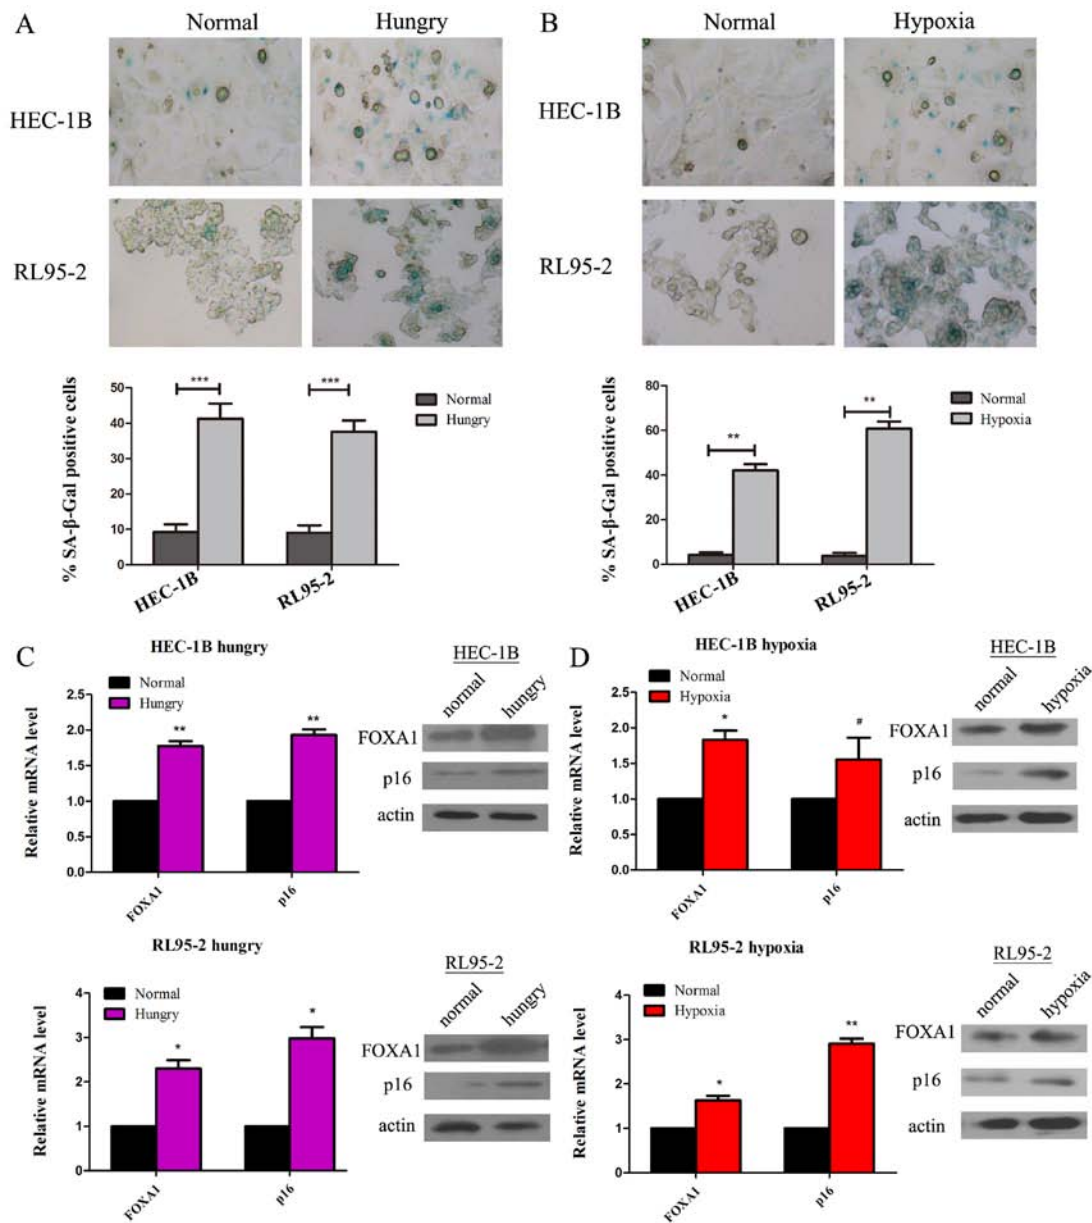 A
Normal
Hungry
HEC-1B
RL95-2
% SA-β-Gal positive cells
50
40
30
20
10
0
***
***
Normal
Hungry
HEC-1B
RL95-2
B
Normal
Hypoxia
HEC-1B
RL95-2
% SA-β-Gal positive cells
80
60
40
20
0
**
**
Normal
Hypoxia
HEC-1B
RL95-2
C
HEC-1B hungry
Normal
Hungry
Relative mRNA level
2.5
2.0
1.5
1.0
0.5
0.0
**
**
FOXA1
p16
HEC-1B
normal
hungry
FOXA1
p16
actin
RL95-2 hungry
Normal
Hungry
Relative mRNA level
4
3
2
1
0
*
*
FOXA1
p16
RL95-2
normal
hungry
FOXA1
p16
actin
D
HEC-1B hypoxia
Normal
Hypoxia
Relative mRNA level
2.5
2.0
1.5
1.0
0.5
0.0
*
#
FOXA1
p16
HEC-1B
normal
hypoxia
FOXA1
p16
actin
RL95-2 hypoxia
Normal
Hypoxia
Relative mRNA level
4
3
2
1
0
*
**
FOXA1
p16
RL95-2
normal
hypoxia
FOXA1
p16
actin